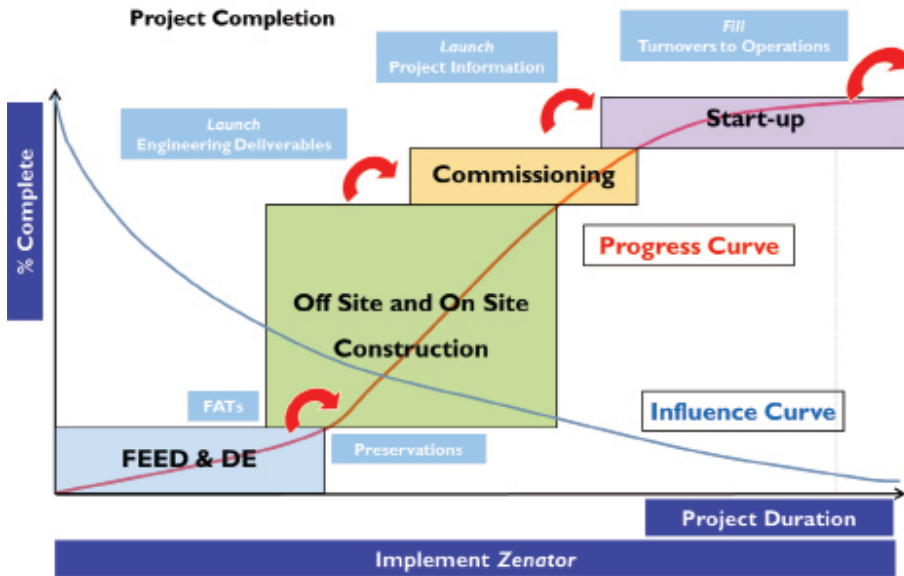 Project Completion
Fill
Turnovers to Operations
Launch
Project Information
Start-up
Launch
Engineering Deliverables
Commissioning
% Complete
Progress Curve
Off Site and On Site
Construction
FATs
Influence Curve
FEED & DE
Preservations
Project Duration
Implement Zenator